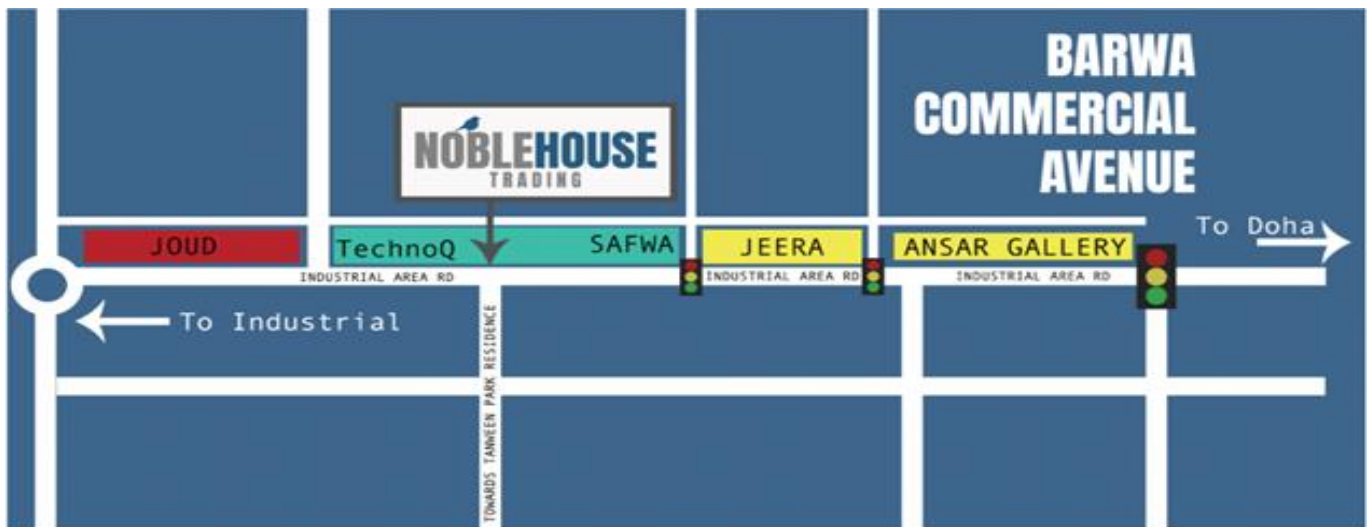 BARWA
COMMERCIAL
AVENUE
NOBLEHOUSE
TRADING
To Doha
JOUD
TechnoQ
SAFWA
JEERA
ANSAR GALLERY
INDUSTRIAL AREA RD
INDUSTRIAL AREA RD
INDUSTRIAL AREA RD
To Industrial
TOWARDS TANWEEN PARK RESIDENCE